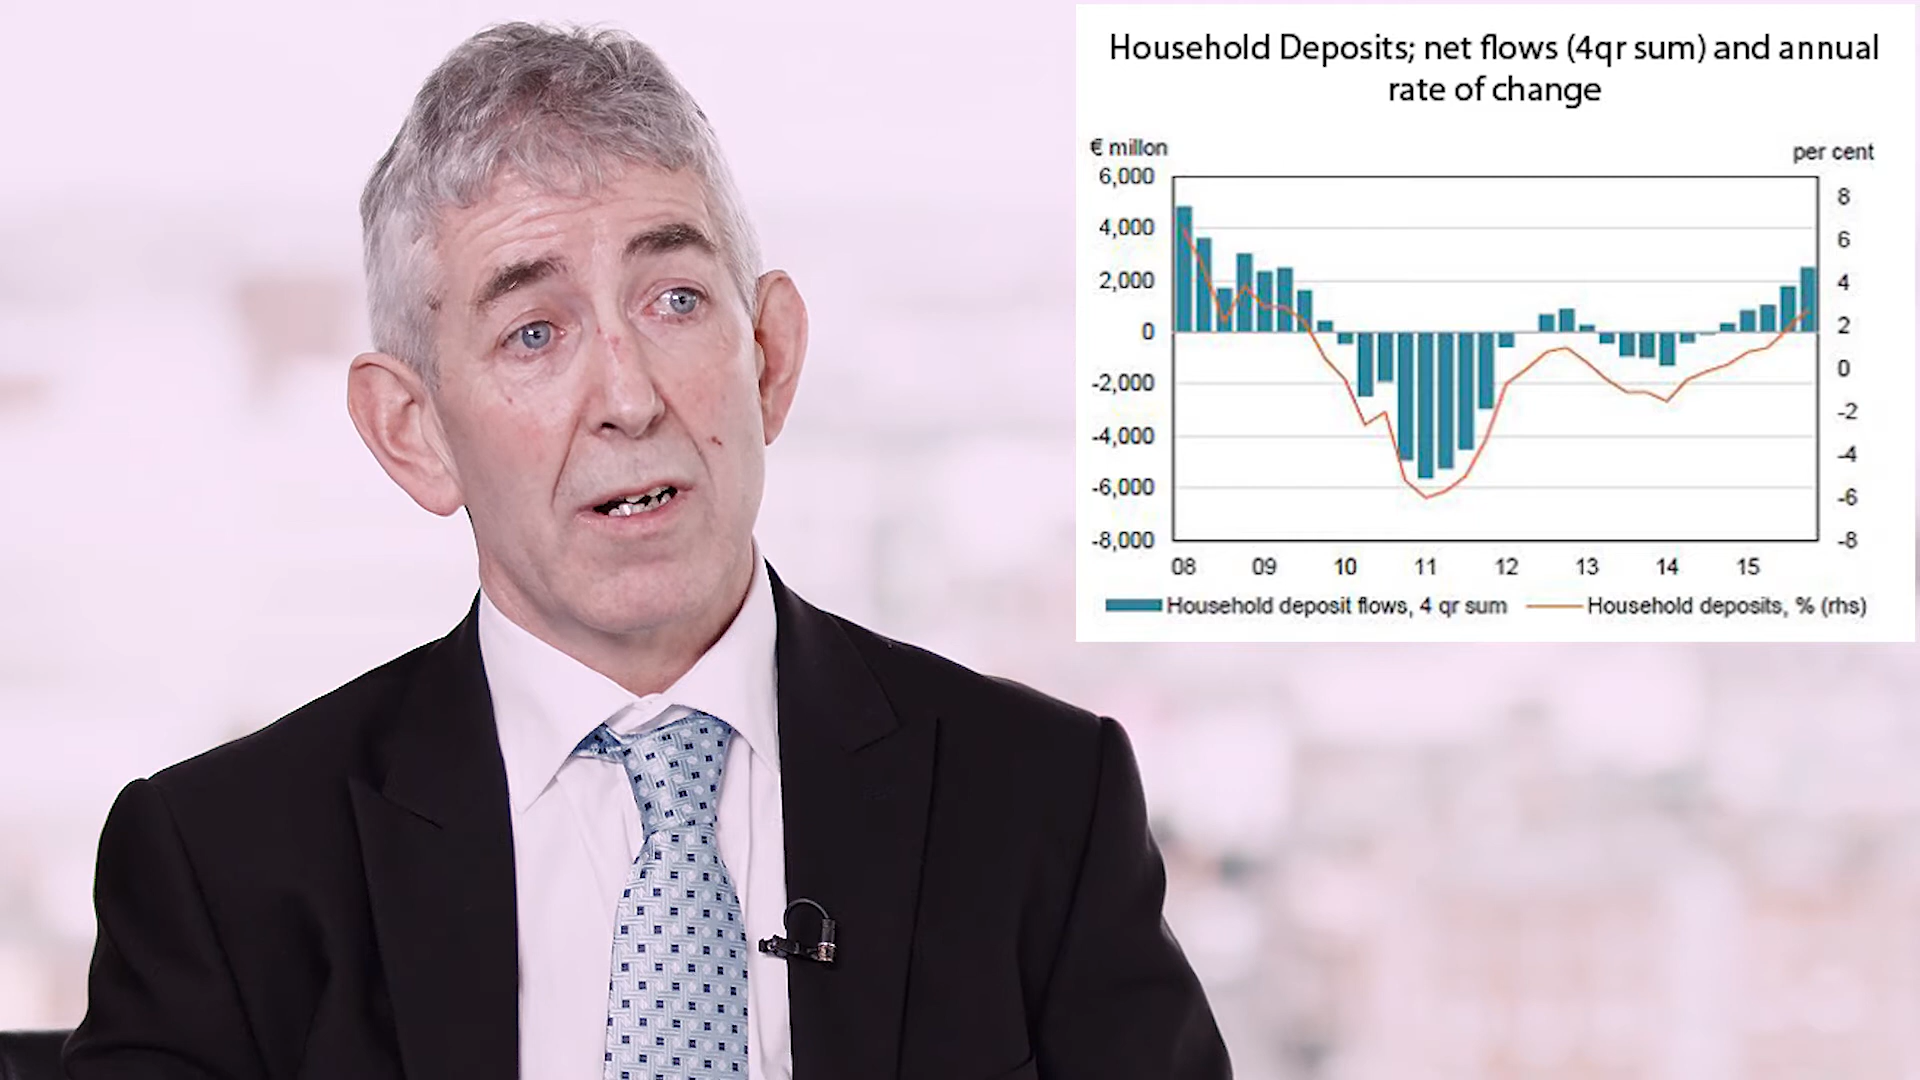 Household Deposits; net flows (4qr sum) and annual
rate of change
€ millon
per cent
6,000
4,000
2,000
0
-2,000
-4,000
-6,000
-8,000
8
6
4
2
0
-2
-4
-6
-8
08 09 10 11 12 13 14 15
Household deposit flows, 4 qr sum Household deposits, % (rhs)